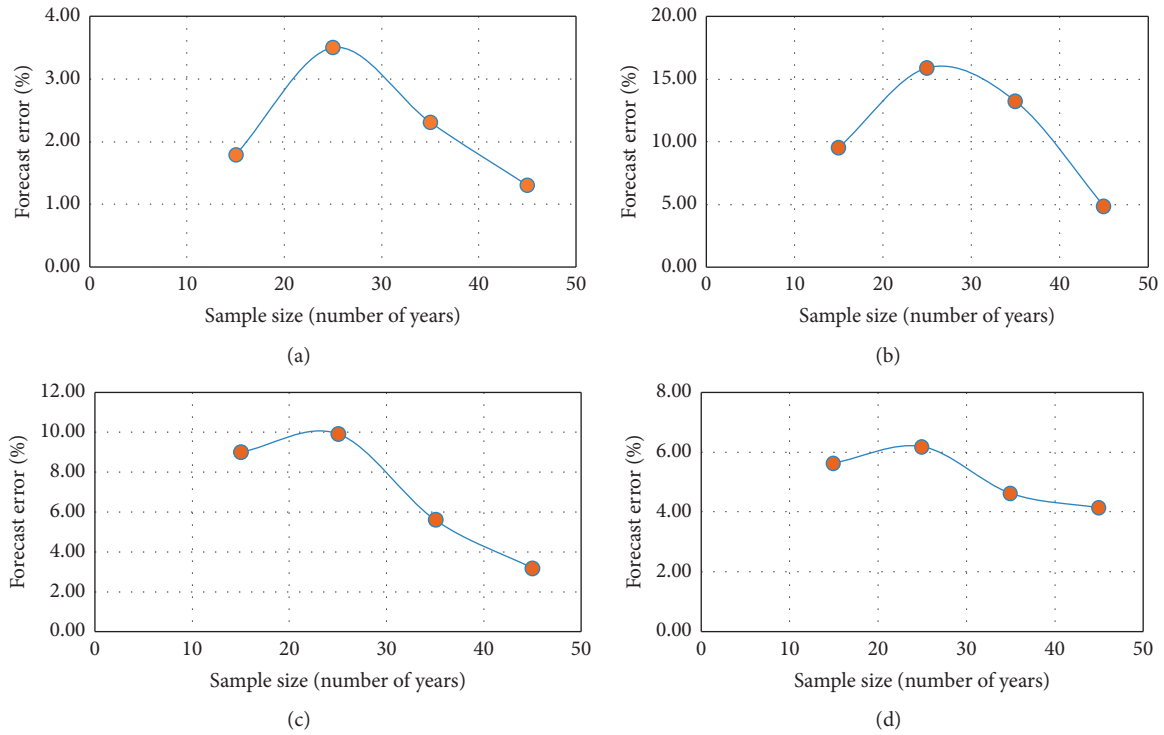 4.00
3.00
2.00
1.00
0.00
Forecast error (%)
0 10 20 30 40 50
Sample size (number of years)
(a)
20.00
15.00
10.00
5.00
0.00
Forecast error (%)
0 10 20 30 40 50
Sample size (number of years)
(b)
12.00
10.00
8.00
6.00
4.00
2.00
0.00
Forecast error (%)
0 10 20 30 40 50
Sample size (number of years)
(c)
8.00
6.00
4.00
2.00
0.00
Forecast error (%)
0 10 20 30 40 50
Sample size (number of years)
(d)